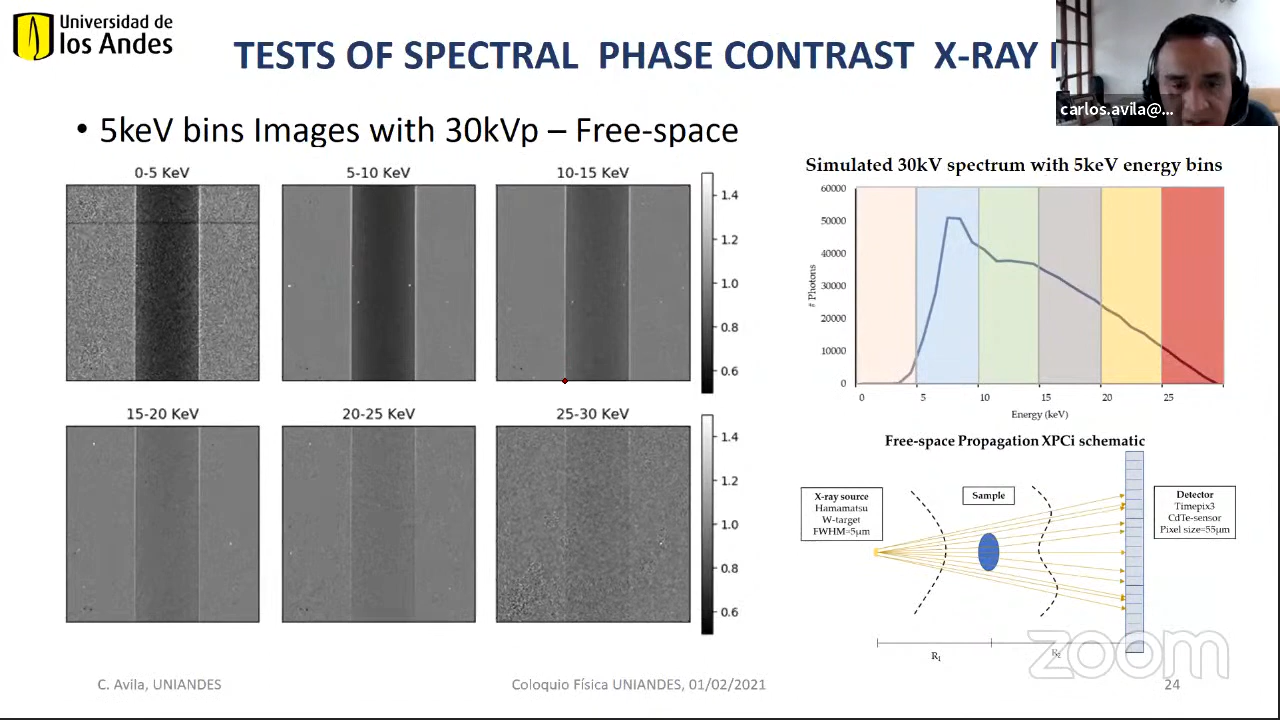 Universidad de
los Andes
TESTS OF SPECTRAL PHASE CONTRAST X-RAY
carlos.avila@...
• 5keV bins Images with 30kVp – Free-space
0-5 KeV
5-10 KeV
10-15 KeV
1.4
1.2
1.0
0.8
0.6
15-20 KeV
20-25 KeV
25-30 KeV
1.4
1.2
1.0
0.8
0.6
Simulated 30kV spectrum with 5keV energy bins
60000
50000
40000
30000
20000
10000
0
# Photons
0
5
10
15
20
25
Energy (keV)
Free-space Propagation XPCi schematic
X-ray source
Hamamatsu
W-target
FWHM=5μm
Sample
Detector
Timepix3
CdTe-sensor
Pixel size=55μm
R1
R2
zoom
C. Avila, UNIANDES
Coloquio Física UNIANDES, 01/02/2021
24